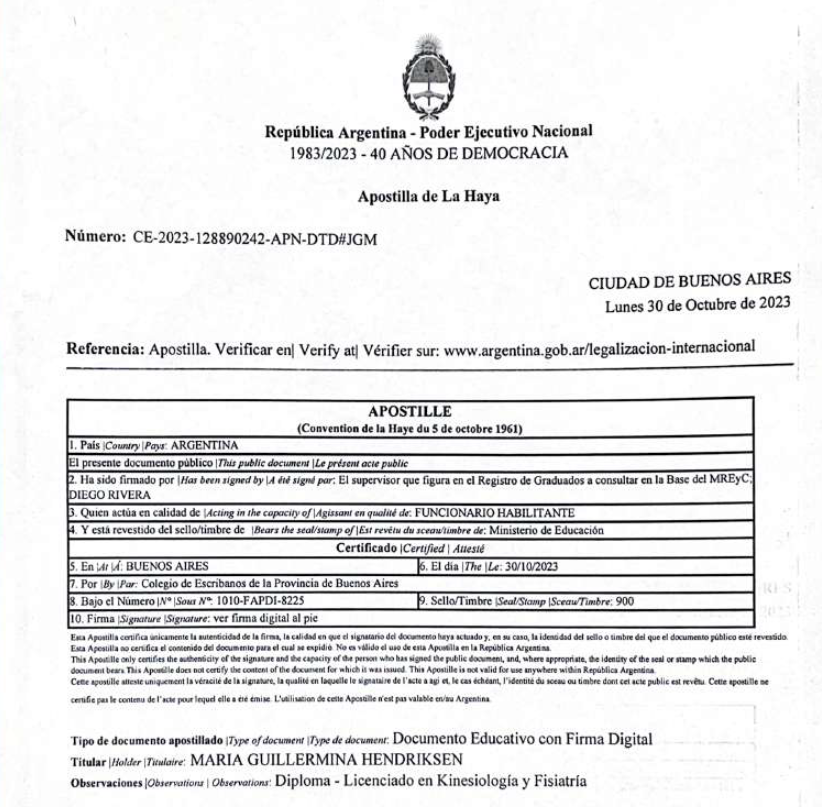 República Argentina - Poder Ejecutivo Nacional
1983/2023 - 40 AÑOS DE DEMOCRACIA
Apostilla de La Haya
Número: CE-2023-128890242-APN-DTD#JGM
CIUDAD DE BUENOS AIRES
Lunes 30 de Octubre de 2023
Referencia: Apostilla. Verificar en| Verify at| Vérifier sur: www.argentina.gob.ar/legalizacion-internacional
APOSTILLE
(Convention de la Haye du 5 de octobre 1961)
1. País |Country |Pays: ARGENTINA
El presente documento público |This public document |Le présent acte public
2. Ha sido firmado por |Has been signed by |A été signé par: El supervisor que figura en el Registro de Graduados a consultar en la Base del MREyC;
DIEGO RIVERA
3. Quien actúa en calidad de |Acting in the capacity of |Agissant en qualité de: FUNCIONARIO HABILITANTE
4. Y está revestido del sello/timbre de |Bears the seal/stamp of |Est revêtu du sceau/timbre de: Ministerio de Educación
Certificado |Certified | Attesté
5. En |At |À: BUENOS AIRES
6. El día |The |Le: 30/10/2023
7. Por |By |Par: Colegio de Escribanos de la Provincia de Buenos Aires
8. Bajo el Número |Nº |Sous Nº: 1010-FAPDI-8225
9. Sello/Timbre |Seal/Stamp |Sceau/Timbre: 900
10. Firma |Signature |Signature: ver firma digital al pie
Esta Apostilla certifica únicamente la autenticidad de la firma, la calidad en que el signatario del documento haya actuado y, en su caso, la identidad del sello o timbre del que el documento público esté revestido.
Esta Apostilla no certifica el contenido del documento para el cual se expidió. No es válido el uso de esta Apostilla en la República Argentina.
This Apostille only certifies the authenticity of the signature and the capacity of the person who has signed the public document, and, where appropriate, the identity of the seal or stamp which the public
document bears This Apostille does not certify the content of the document for which it was issued. This Apostille is not valid for use anywhere within República Argentina.
Cette apostille atteste uniquement la véracité de la signature, la qualité en laquelle le signataire de l'acte a agi et, le cas échéant, l'identité du sceau ou timbre dont cet acte public est revêtu. Cette apostille ne
certifie pas le contenu de l'acte pour lequel elle a été émise. L'utilisation de cette Apostille n'est pas valable en/au Argentina.
Tipo de documento apostillado |Type of document |Type de document: Documento Educativo con Firma Digital
Titular |Holder |Titulaire: MARIA GUILLERMINA HENDRIKSEN
Observaciones |Observations | Observations: Diploma - Licenciado en Kinesiología y Fisiatría